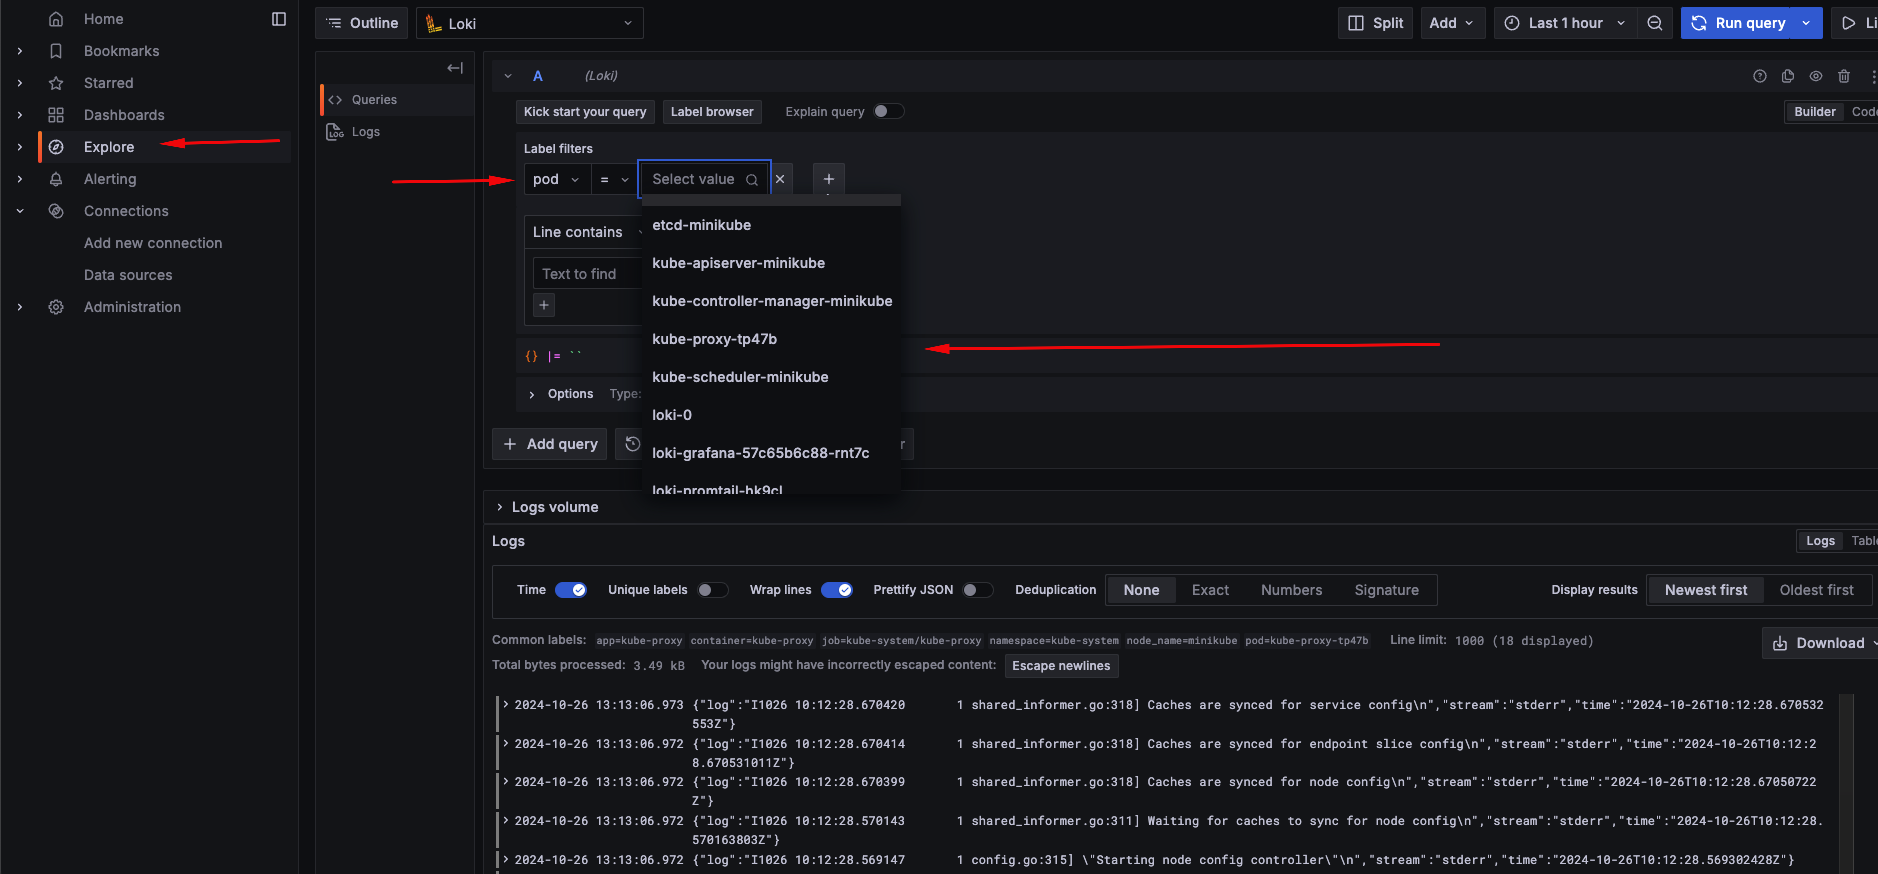 Home
Bookmarks
Starred
Dashboards
Explore
Alerting
Connections
Add new connection
Data sources
Administration
Outline
Loki
Split
Add
Last 1 hour
Run query
Queries
Logs
A (Loki)
Kick start your query
Label browser
Explain query
Builder
Label filters
pod
=
Select value
etcd-minikube
kube-apiserver-minikube
kube-controller-manager-minikube
kube-proxy-tp47b
kube-scheduler-minikube
loki-0
loki-grafana-57c65b6c88-rnt7c
loki-promtail-hk9cl
Line contains
Text to find
{} |= ``
Options Type:
Add query
Logs volume
Logs
Logs
Time
Unique labels
Wrap lines
Prettify JSON
Deduplication
None
Exact
Numbers
Signature
Display results
Newest first
Oldest first
Common labels: app=kube-proxy container=kube-proxy job=kube-system/kube-proxy namespace=kube-system node_name=minikube pod=kube-proxy-tp47b Line limit: 1000 (18 displayed)
Download
Total bytes processed: 3.49 kB Your logs might have incorrectly escaped content: Escape newlines
2024-10-26 13:13:06.973 {"log":"I1026 10:12:28.670420 1 shared_informer.go:318] Caches are synced for service config\n","stream":"stderr","time":"2024-10-26T10:12:28.670532
553Z"}
2024-10-26 13:13:06.972 {"log":"I1026 10:12:28.670414 1 shared_informer.go:318] Caches are synced for endpoint slice config\n","stream":"stderr","time":"2024-10-26T10:12:2
8.670531011Z"}
2024-10-26 13:13:06.972 {"log":"I1026 10:12:28.670399 1 shared_informer.go:318] Caches are synced for node config\n","stream":"stderr","time":"2024-10-26T10:12:28.67050722
Z"}
2024-10-26 13:13:06.972 {"log":"I1026 10:12:28.570143 1 shared_informer.go:311] Waiting for caches to sync for node config\n","stream":"stderr","time":"2024-10-26T10:12:28.
570163803Z"}
2024-10-26 13:13:06.972 {"log":"I1026 10:12:28.569147 1 config.go:315] \"Starting node config controller\"\n","stream":"stderr","time":"2024-10-26T10:12:28.569302428Z"}